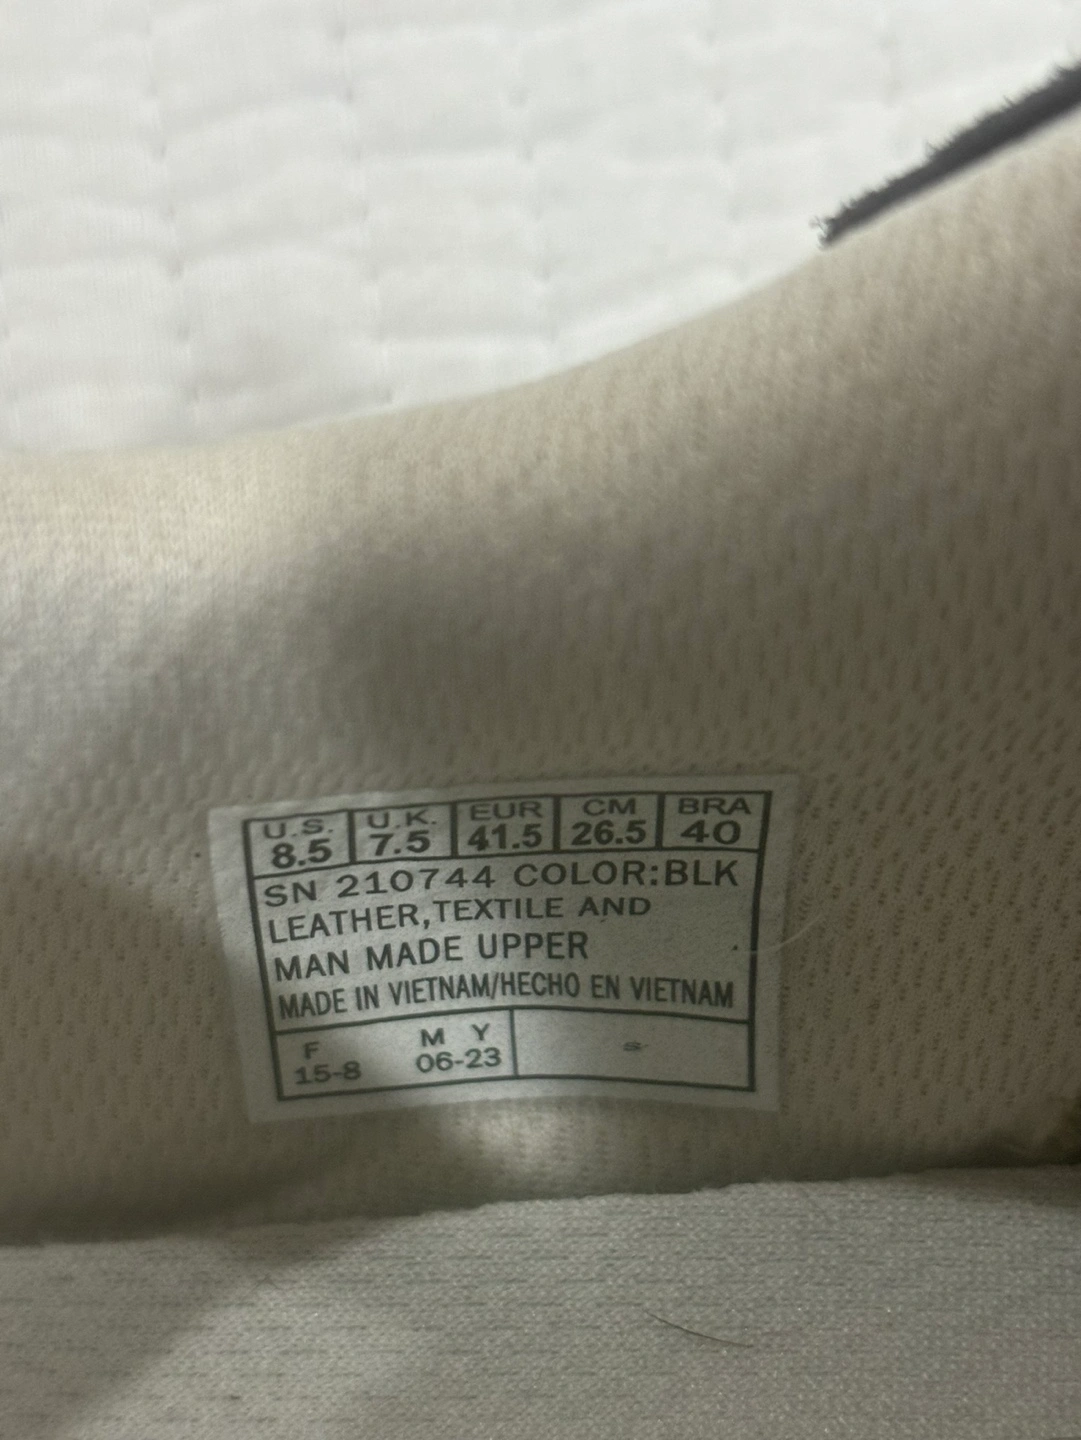 U.S. U.K. EUR CM BRA
8.5 7.5 41.5 26.5 40
SN 210744 COLOR:BLK
LEATHER,TEXTILE AND
MAN MADE UPPER
MADE IN VIETNAM/HECHO EN VIETNAM
F M Y
15-8 06-23
S